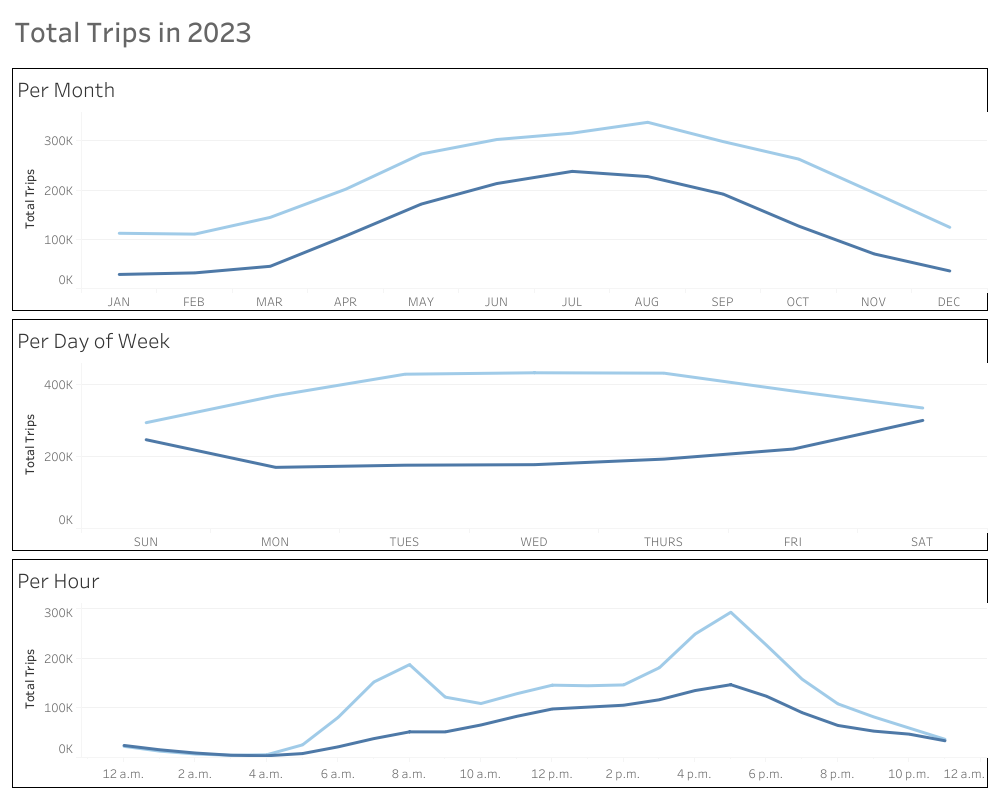 Total Trips in 2023
Per Month
Total Trips
300K
200K
100K
0K
JAN FEB MAR APR MAY JUN JUL AUG SEP OCT NOV DEC
Per Day of Week
Total Trips
400K
200K
0K
SUN MON TUES WED THURS FRI SAT
Per Hour
Total Trips
300K
200K
100K
0K
12 a.m. 2 a.m. 4 a.m. 6 a.m. 8 a.m. 10 a.m. 12 p.m. 2 p.m. 4 p.m. 6 p.m. 8 p.m. 10 p.m. 12 a.m.